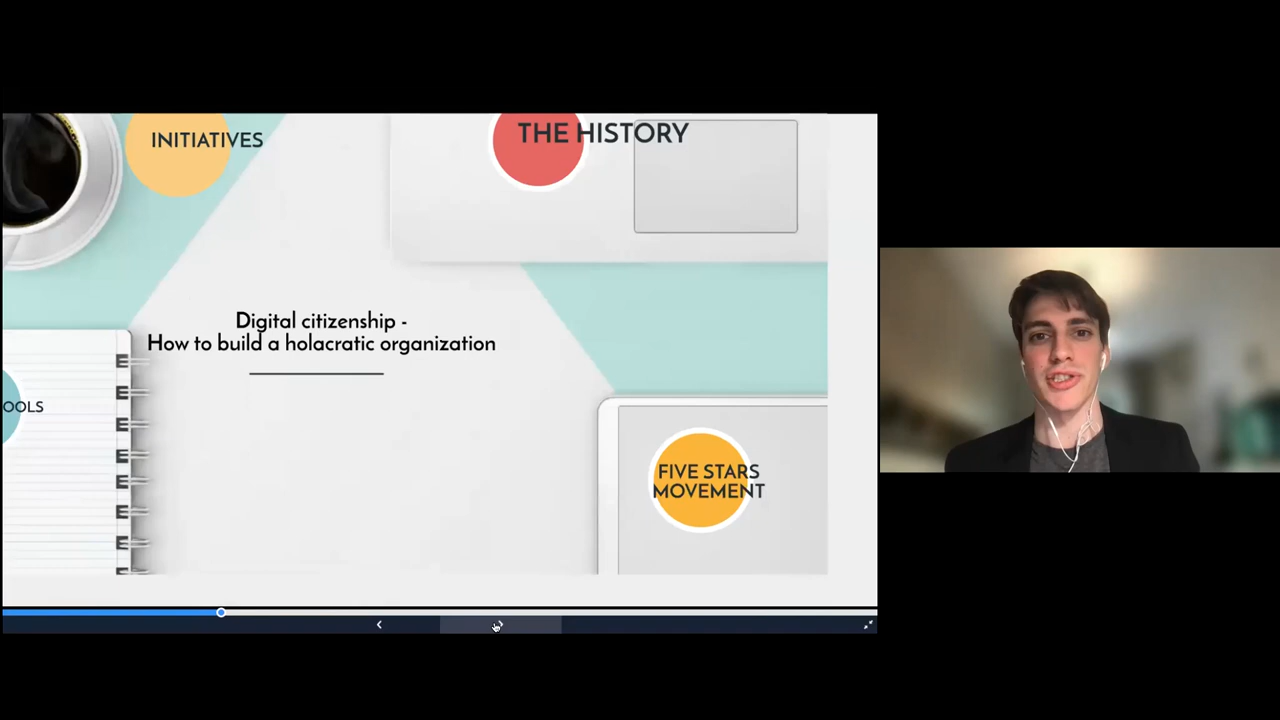 INITIATIVES
THE HISTORY
Digital citizenship -
How to build a holacratic organization
OOLS
FIVE STARS
MOVEMENT